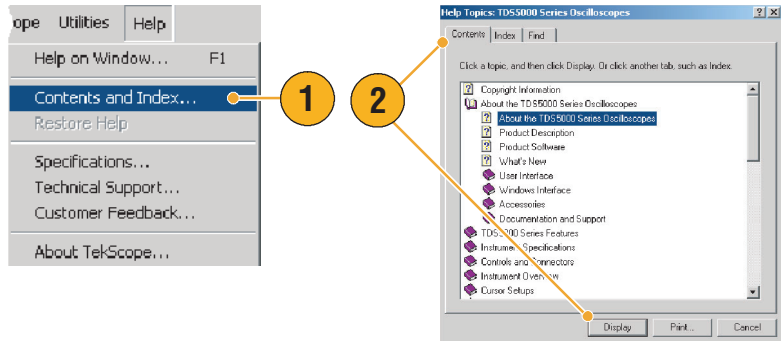 ope Utilities Help
Help on Window... F1
Contents and Index...
Restore Help
Specifications...
Technical Support...
Customer Feedback...
About TekScope...
1
2
Help Topics: TDS5000 Series Oscilloscopes
Contents Index Find
Click a topic, and then click Display. Or click another tab, such as Index.
Copyright Information
About the TDS5000 Series Oscilloscopes
About the TDS5000 Series Oscilloscopes
Product Description
Product Software
What's New
User Interface
Windows Interface
Accessories
Documentation and Support
TDS5000 Series Features
Instrument Specifications
Controls and Connectors
Instrument Overview
Cursor Setups
Display Print... Cancel